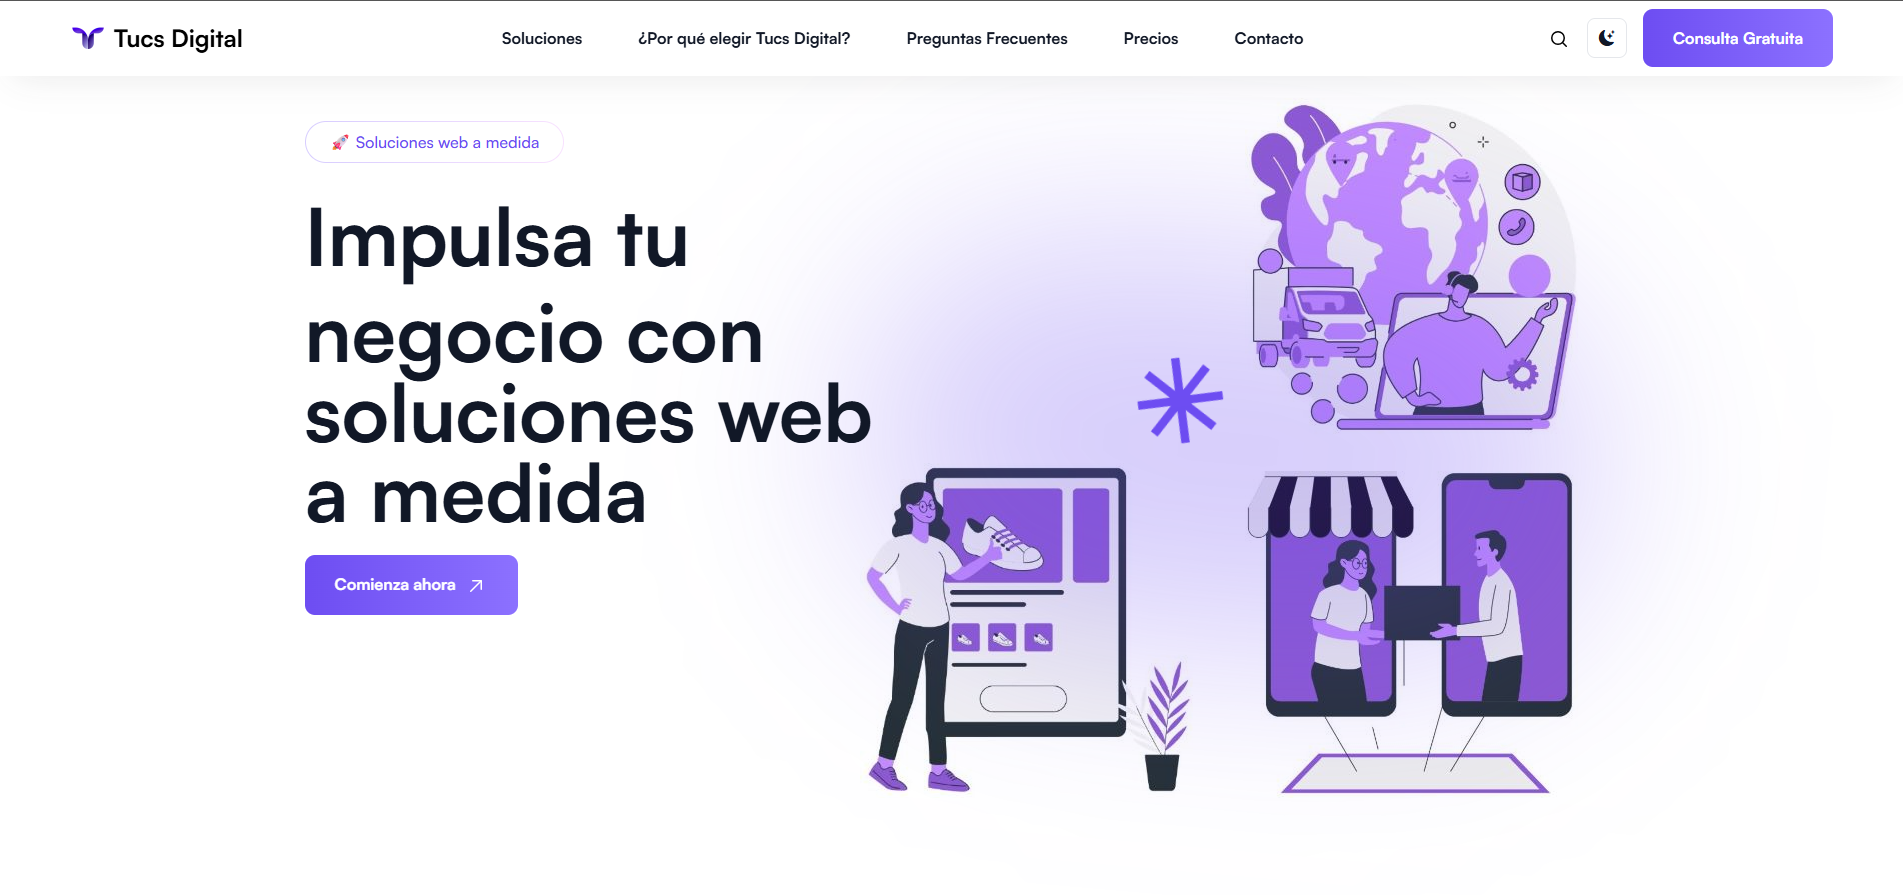 Tucs Digital
Soluciones
¿Por qué elegir Tucs Digital?
Preguntas Frecuentes
Precios
Contacto
Consulta Gratuita
🚀 Soluciones web a medida
Impulsa tu
negocio con
soluciones web
a medida
Comienza ahora